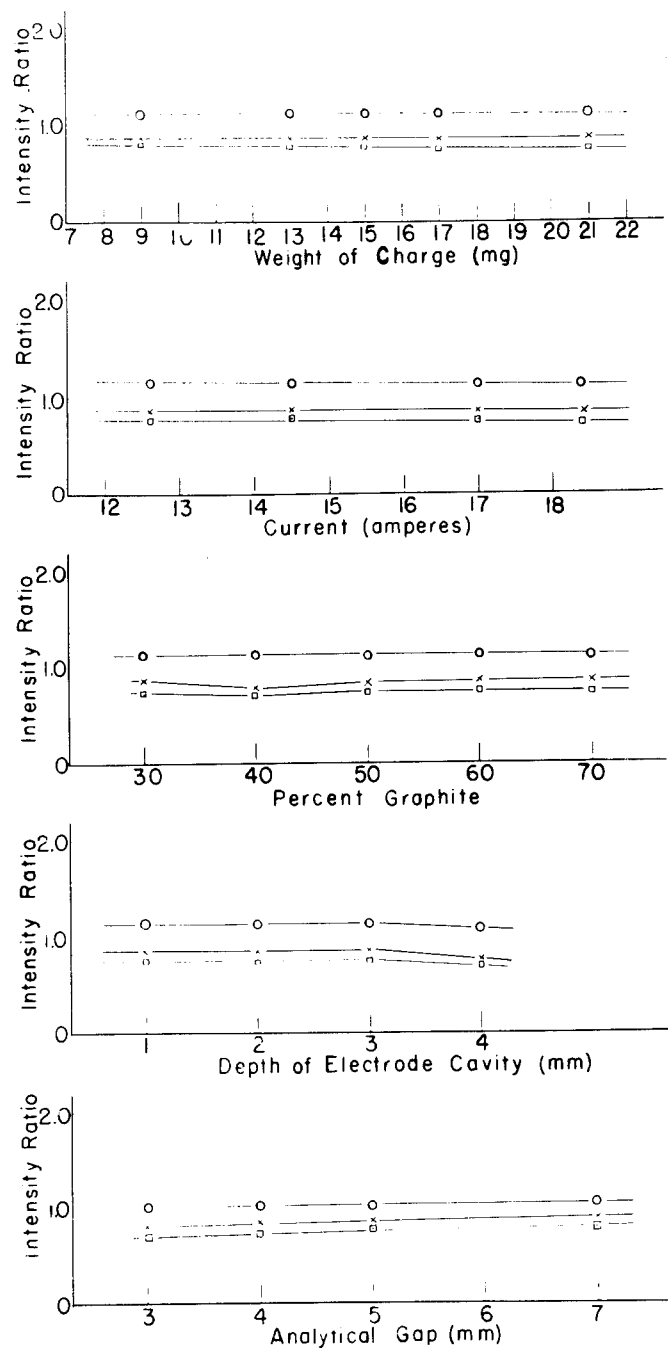 Intensity Ratio
2.0
1.0
0
7 8 9 10 11 12 13 14 15 16 17 18 19 20 21 22
Weight of Charge (mg)
Intensity Ratio
2.0
1.0
0
12 13 14 15 16 17 18
Current (amperes)
Intensity Ratio
2.0
1.0
0
30 40 50 60 70
Percent Graphite
Intensity Ratio
2.0
1.0
0
1 2 3 4
Depth of Electrode Cavity (mm)
Intensity Ratio
2.0
1.0
0
3 4 5 6 7
Analytical Gap (mm)